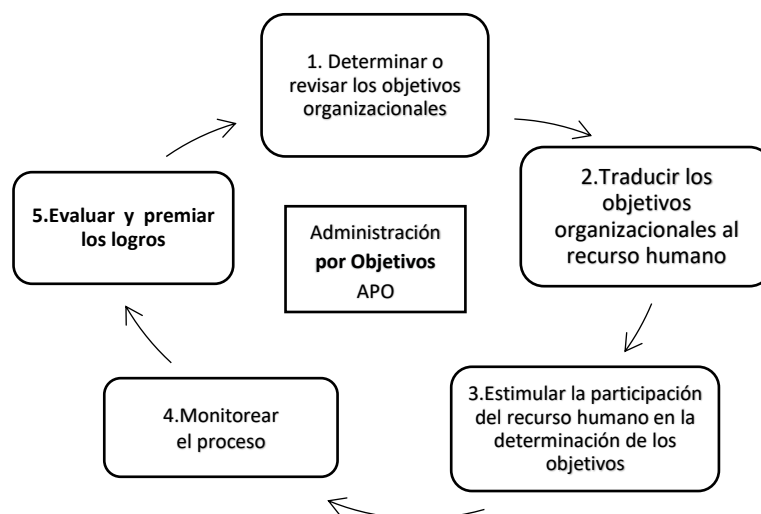 1. Determinar o
revisar los objetivos
organizacionales
2.Traducir los
objetivos
organizacionales al
recurso humano
5.Evaluar y premiar
los logros
Administración
por Objetivos
APO
3.Estimular la participación
del recurso humano en la
determinación de los
objetivos
4.Monitorear
el proceso